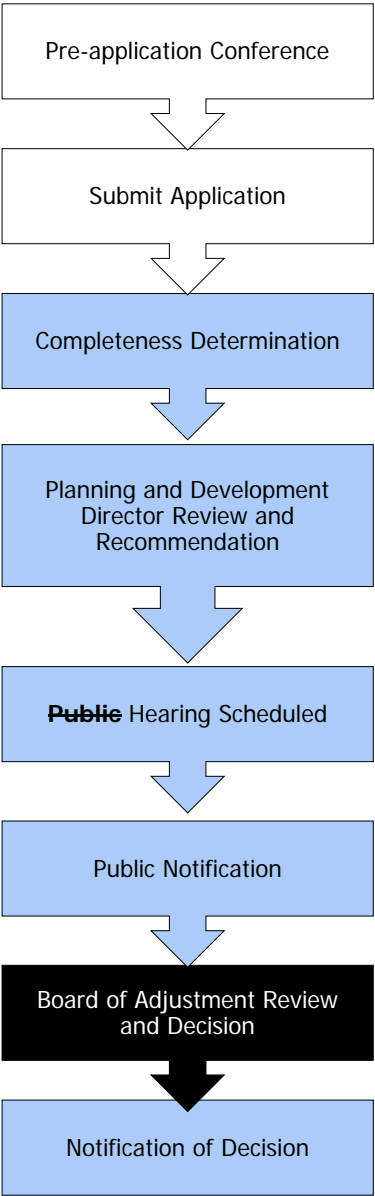 Pre-application Conference
Submit Application
Completeness Determination
Planning and Development
Director Review and
Recommendation
Public Hearing Scheduled
Public Notification
Board of Adjustment Review
and Decision
Notification of Decision